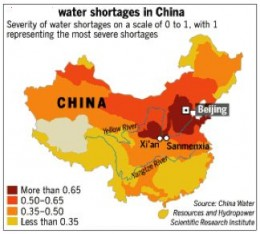 water shortages in China
Severity of water shortages on a scale of 0 to 1, with 1
representing the most severe shortages
CHINA
Beijing
Yellow River
Xi'an
Sanmenxia
Yangtze River
More than 0.65
0.50-0.65
0.35-0.50
Less than 0.35
Source: China Water
Resources and Hydropower
Scientific Research Institute